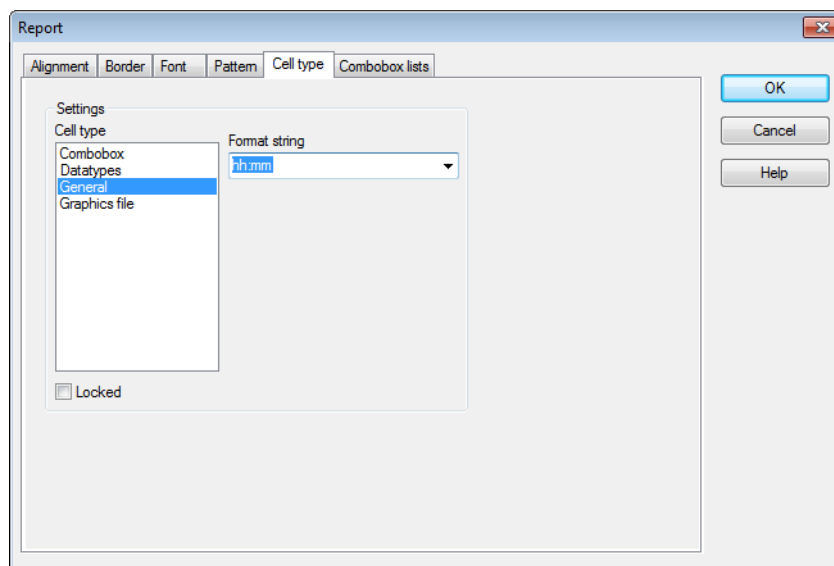 Report
Alignment Border Font Pattern Cell type Combobox lists
OK
Settings
Cell type
Format string
Cancel
Combobox
hh:mm
Datatypes
Help
General
Graphics file
Locked